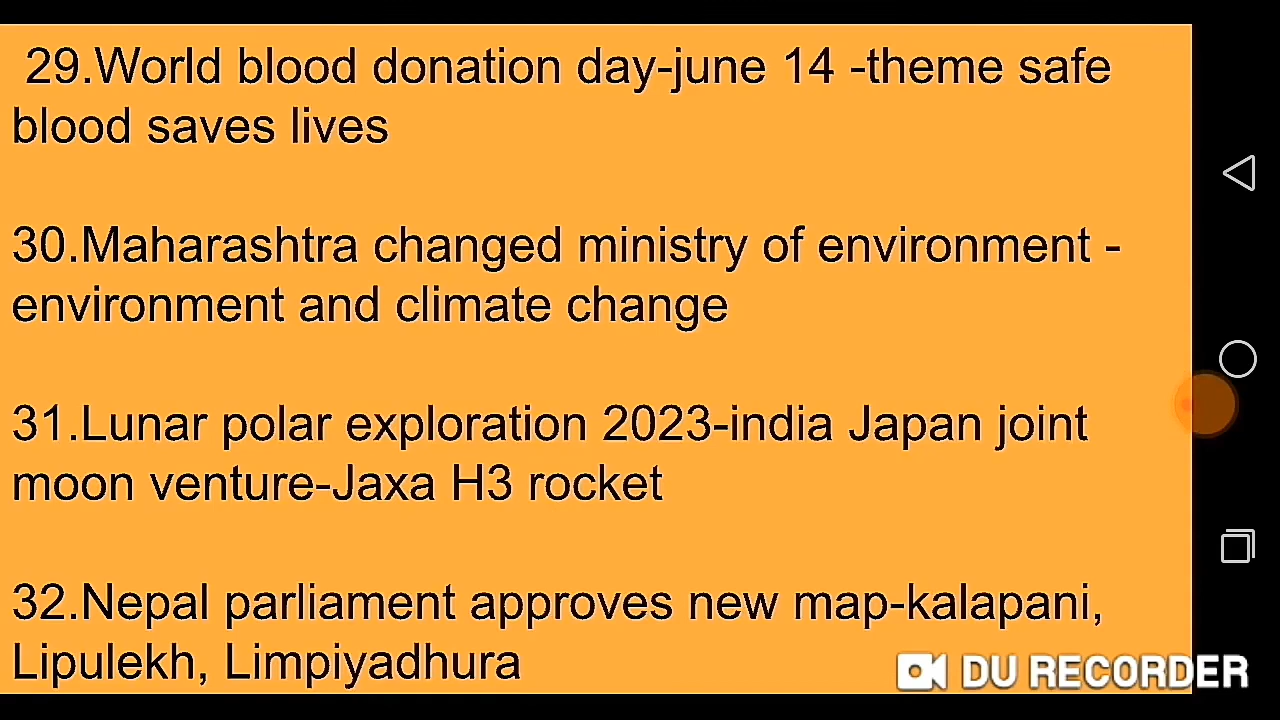 29.World blood donation day-june 14 -theme safe
blood saves lives
30.Maharashtra changed ministry of environment -
environment and climate change
31.Lunar polar exploration 2023-india Japan joint
moon venture-Jaxa H3 rocket
32.Nepal parliament approves new map-kalapani,
Lipulekh, Limpiyadhura
DU RECORDER